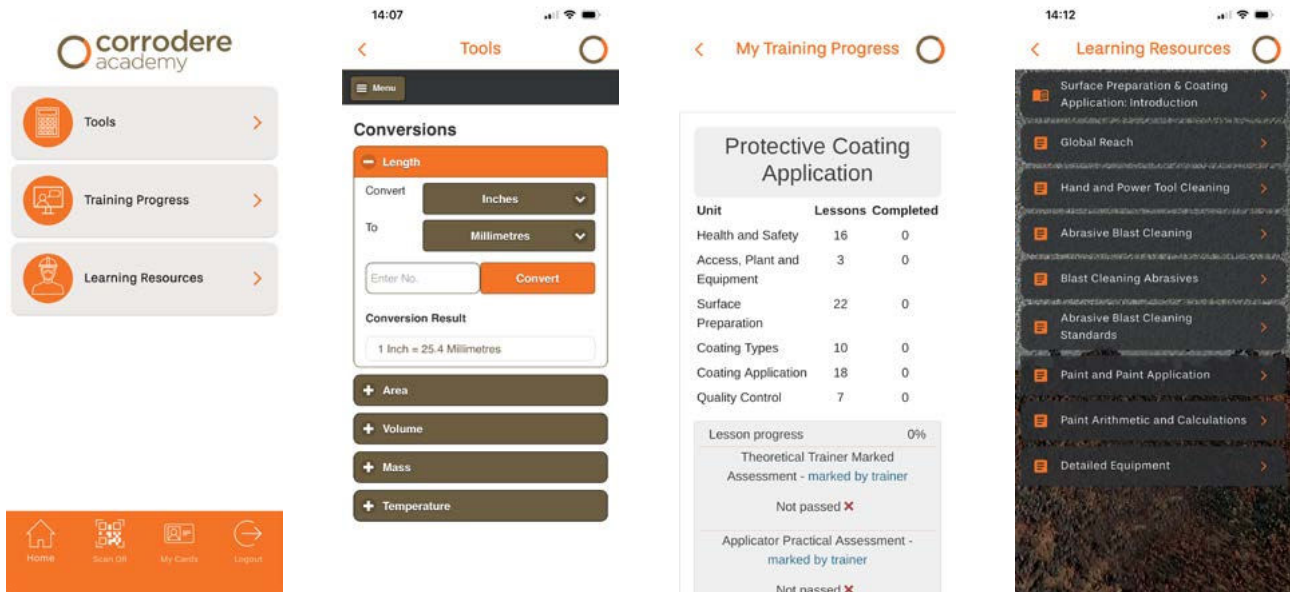 corrodere
academy
Tools
Training Progress
Learning Resources
Home
Scan QR
My Cards
Logout
14:07
Tools
Menu
Conversions
Length
Convert
Inches
To
Millimetres
Enter No.
Convert
Conversion Result
1 Inch = 25.4 Millimetres
Area
Volume
Mass
Temperature
My Training Progress
Protective Coating
Application
Unit Lessons Completed
Health and Safety 16 0
Access, Plant and 3 0
Equipment
Surface 22 0
Preparation
Coating Types 10 0
Coating Application 18 0
Quality Control 7 0
Lesson progress 0%
Theoretical Trainer Marked
Assessment - marked by trainer
Not passed ✕
Applicator Practical Assessment -
marked by trainer
Not passed ✕
14:12
Learning Resources
Surface Preparation & Coating
Application: Introduction
Global Reach
Hand and Power Tool Cleaning
Abrasive Blast Cleaning
Blast Cleaning Abrasives
Abrasive Blast Cleaning
Standards
Paint and Paint Application
Paint Arithmetic and Calculations
Detailed Equipment